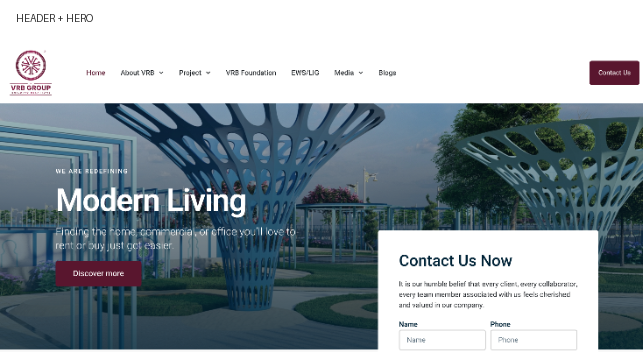 HEADER + HERO
VRB GROUP
Home
About VRB
Project
VRB Foundation
EWS/LIG
Media
Blogs
Contact Us
WE ARE REDEFINING
Modern Living
Finding the home, commercial, or office you'll love to
rent or buy just got easier.
Discover more
Contact Us Now
It is our humble belief that every client, every collaborator,
every team member associated with us feels cherished
and valued in our company.
Name
Phone
Name
Phone